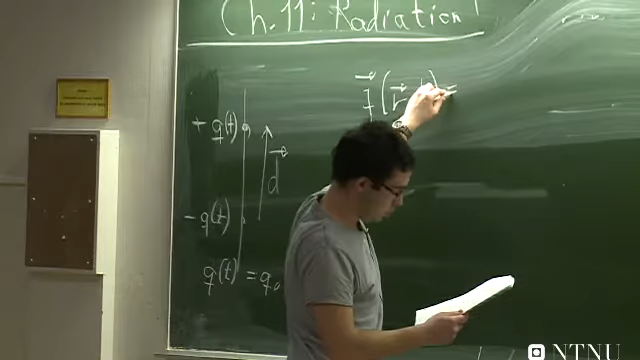 Ch. 11: Radiation
+ q(t)
d
- q(t)
q(t) = q₀
NTNU